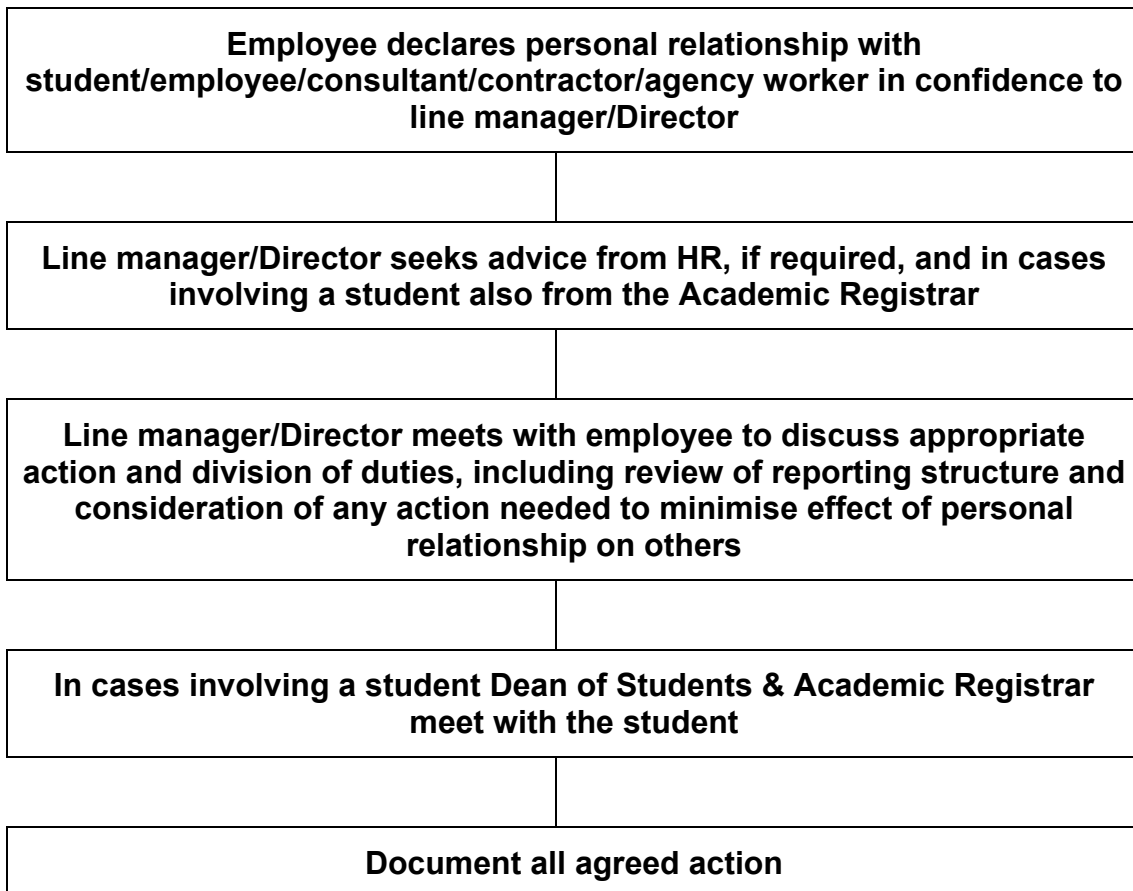 Employee declares personal relationship with
student/employee/consultant/contractor/agency worker in confidence to
line manager/Director
Line manager/Director seeks advice from HR, if required, and in cases
involving a student also from the Academic Registrar
Line manager/Director meets with employee to discuss appropriate
action and division of duties, including review of reporting structure and
consideration of any action needed to minimise effect of personal
relationship on others
In cases involving a student Dean of Students & Academic Registrar
meet with the student
Document all agreed action